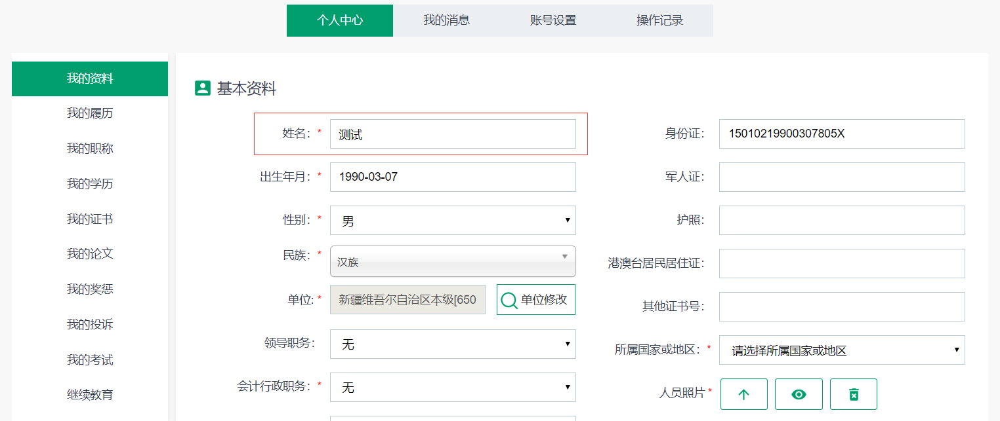 个人中心 我的消息 账号设置 操作记录
我的资料
我的履历
我的职称
我的学历
我的证书
我的论文
我的奖惩
我的投诉
我的考试
继续教育
基本资料
姓名： * 测试
出生年月： * 1990-03-07
性别： * 男
民族： * 汉族
单位: * 新疆维吾尔自治区本级[650 单位修改
领导职务： 无
会计行政职务： * 无
身份证： 15010219900307805X
军人证：
护照：
港澳台居民居住证：
其他证书号：
所属国家或地区： * 请选择所属国家或地区
人员照片 *